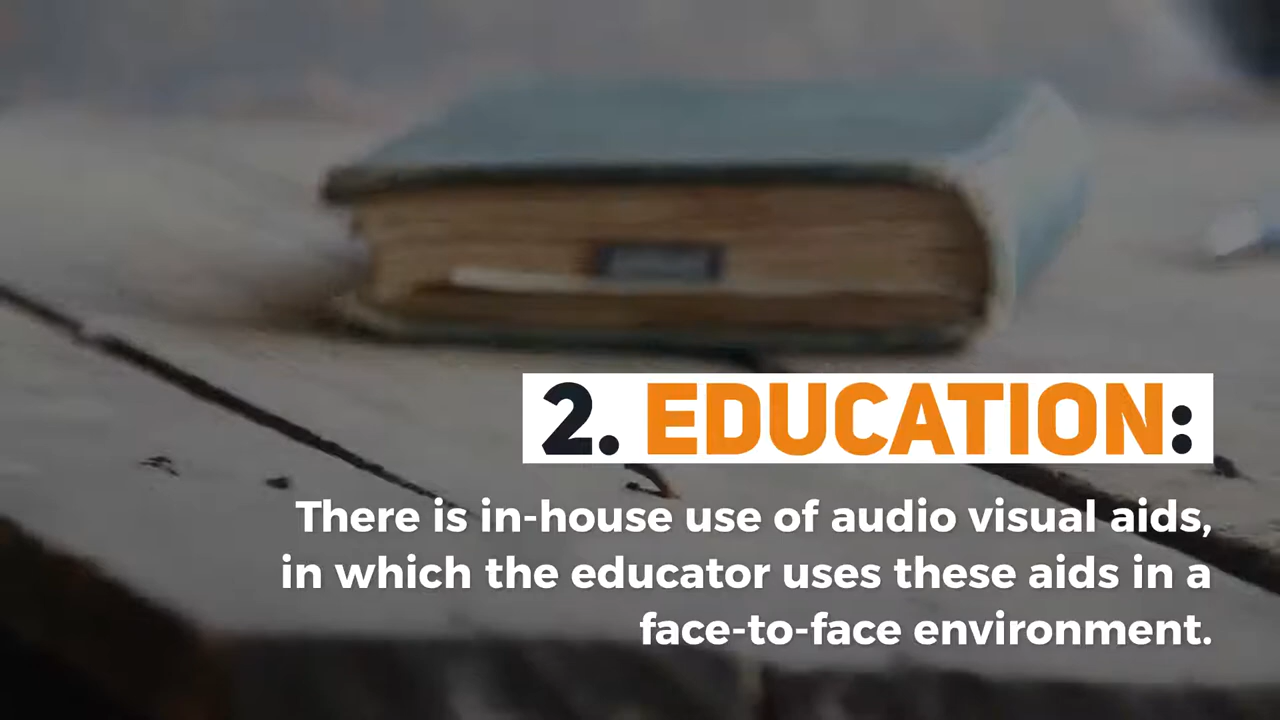 2. EDUCATION:
There is in-house use of audio visual aids,
in which the educator uses these aids in a
face-to-face environment.